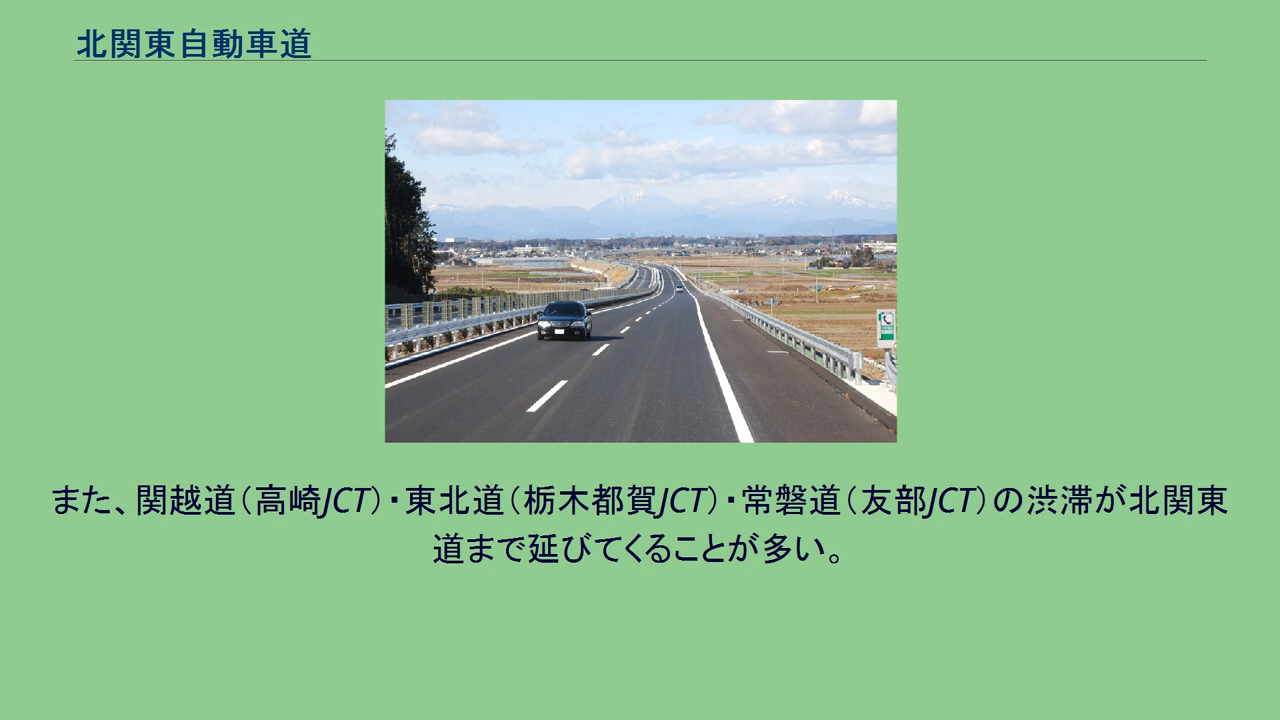 北関東自動車道
また、関越道（高崎JCT）・東北道（栃木都賀JCT）・常磐道（友部JCT）の渋滞が北関東
道まで延びてくることが多い。